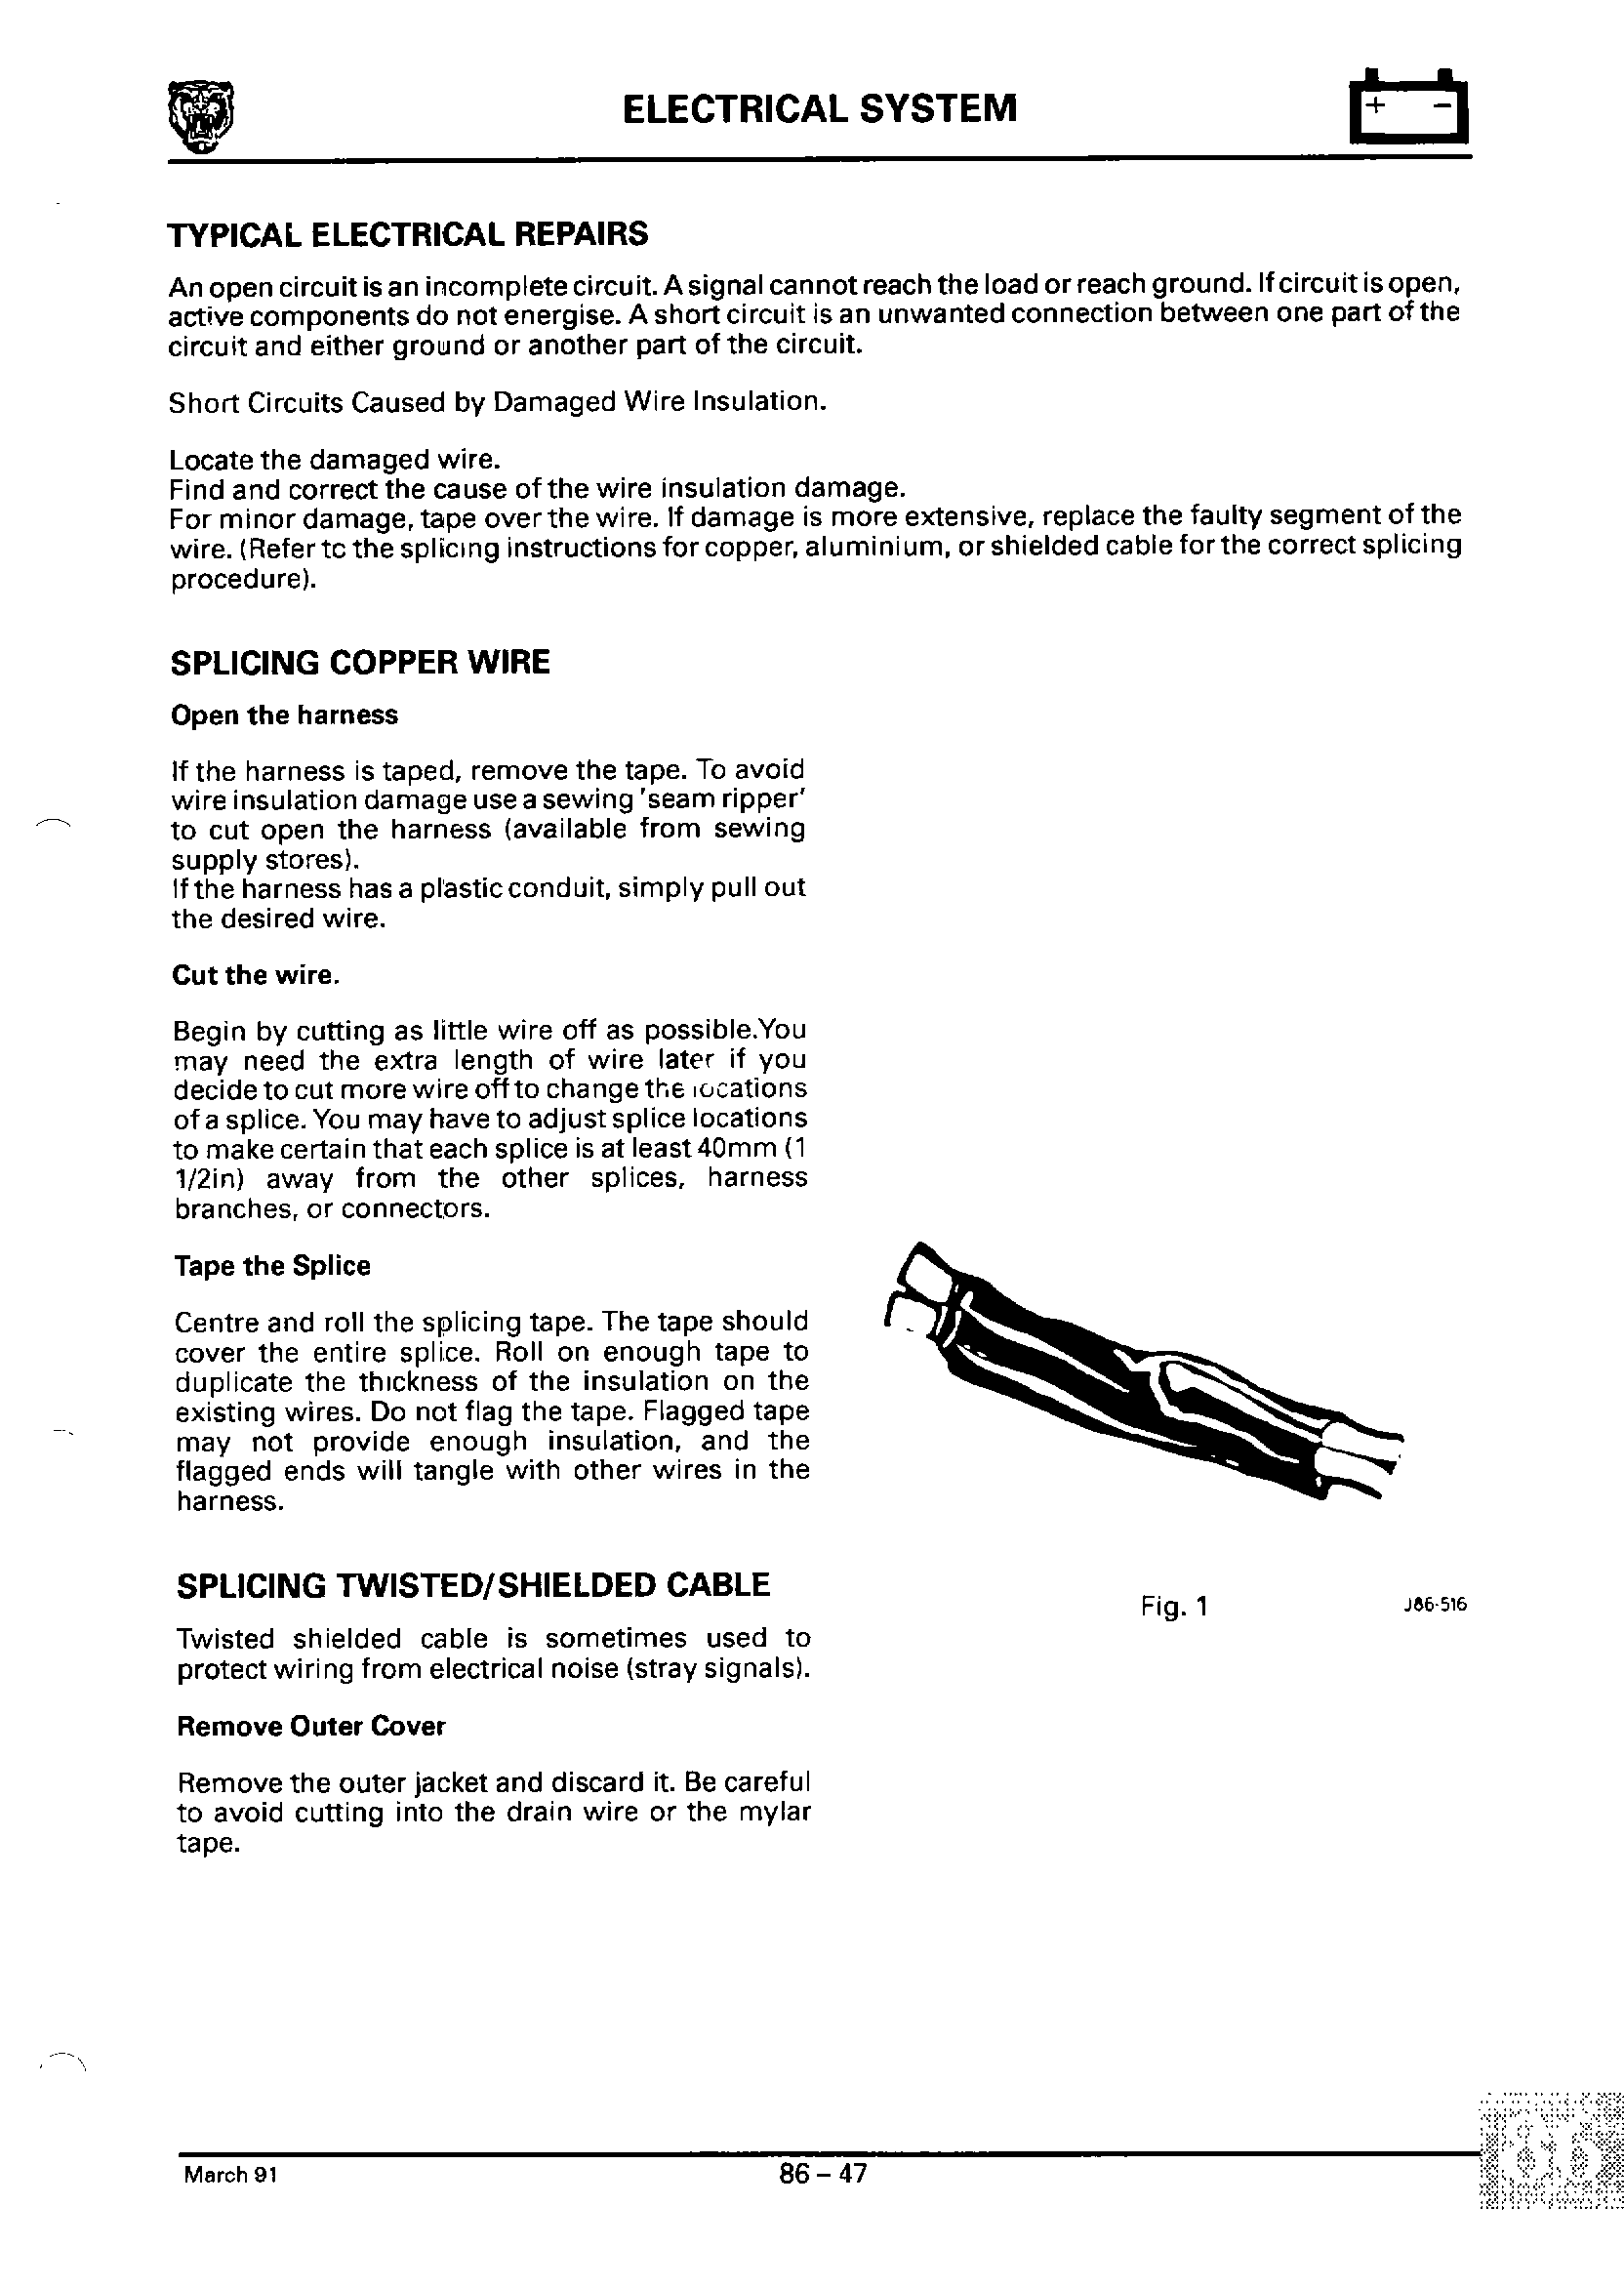 ELECTRICAL SYSTEM
+ −
TYPICAL ELECTRICAL REPAIRS
An open circuit is an incomplete circuit. A signal cannot reach the load or reach ground. If circuit is open,
active components do not energise. A short circuit is an unwanted connection between one part of the
circuit and either ground or another part of the circuit.
Short Circuits Caused by Damaged Wire Insulation.
Locate the damaged wire.
Find and correct the cause of the wire insulation damage.
For minor damage, tape over the wire. If damage is more extensive, replace the faulty segment of the
wire. (Refer to the splicing instructions for copper, aluminium, or shielded cable for the correct splicing
procedure).
SPLICING COPPER WIRE
Open the harness
If the harness is taped, remove the tape. To avoid
wire insulation damage use a sewing 'seam ripper'
to cut open the harness (available from sewing
supply stores).
If the harness has a plastic conduit, simply pull out
the desired wire.
Cut the wire.
Begin by cutting as little wire off as possible.You
may need the extra length of wire later if you
decide to cut more wire off to change the locations
of a splice. You may have to adjust splice locations
to make certain that each splice is at least 40mm (1
1/2in) away from the other splices, harness
branches, or connectors.
Tape the Splice
Centre and roll the splicing tape. The tape should
cover the entire splice. Roll on enough tape to
duplicate the thickness of the insulation on the
existing wires. Do not flag the tape. Flagged tape
may not provide enough insulation, and the
flagged ends will tangle with other wires in the
harness.
SPLICING TWISTED/SHIELDED CABLE
Twisted shielded cable is sometimes used to
protect wiring from electrical noise (stray signals).
Remove Outer Cover
Remove the outer jacket and discard it. Be careful
to avoid cutting into the drain wire or the mylar
tape.
Fig. 1
J86-516
March 91
86 – 47
86